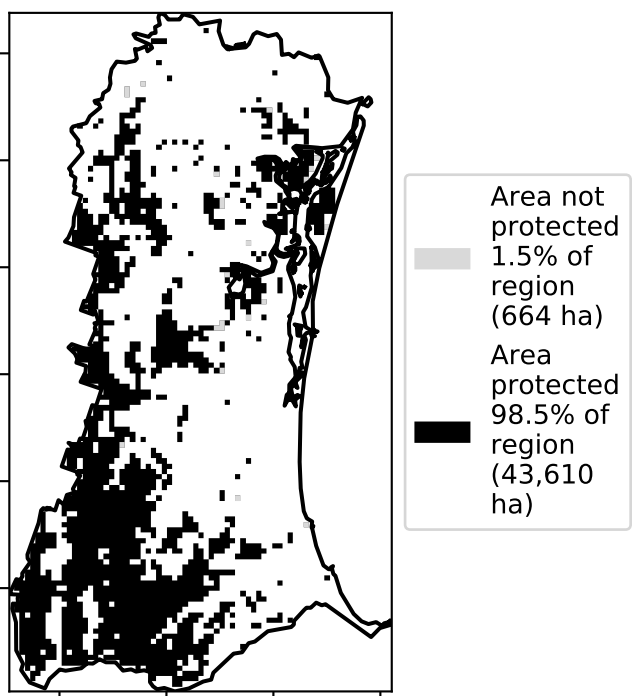 Area not
protected
1.5% of
region
(664 ha)
Area
protected
98.5% of
region
(43,610
ha)